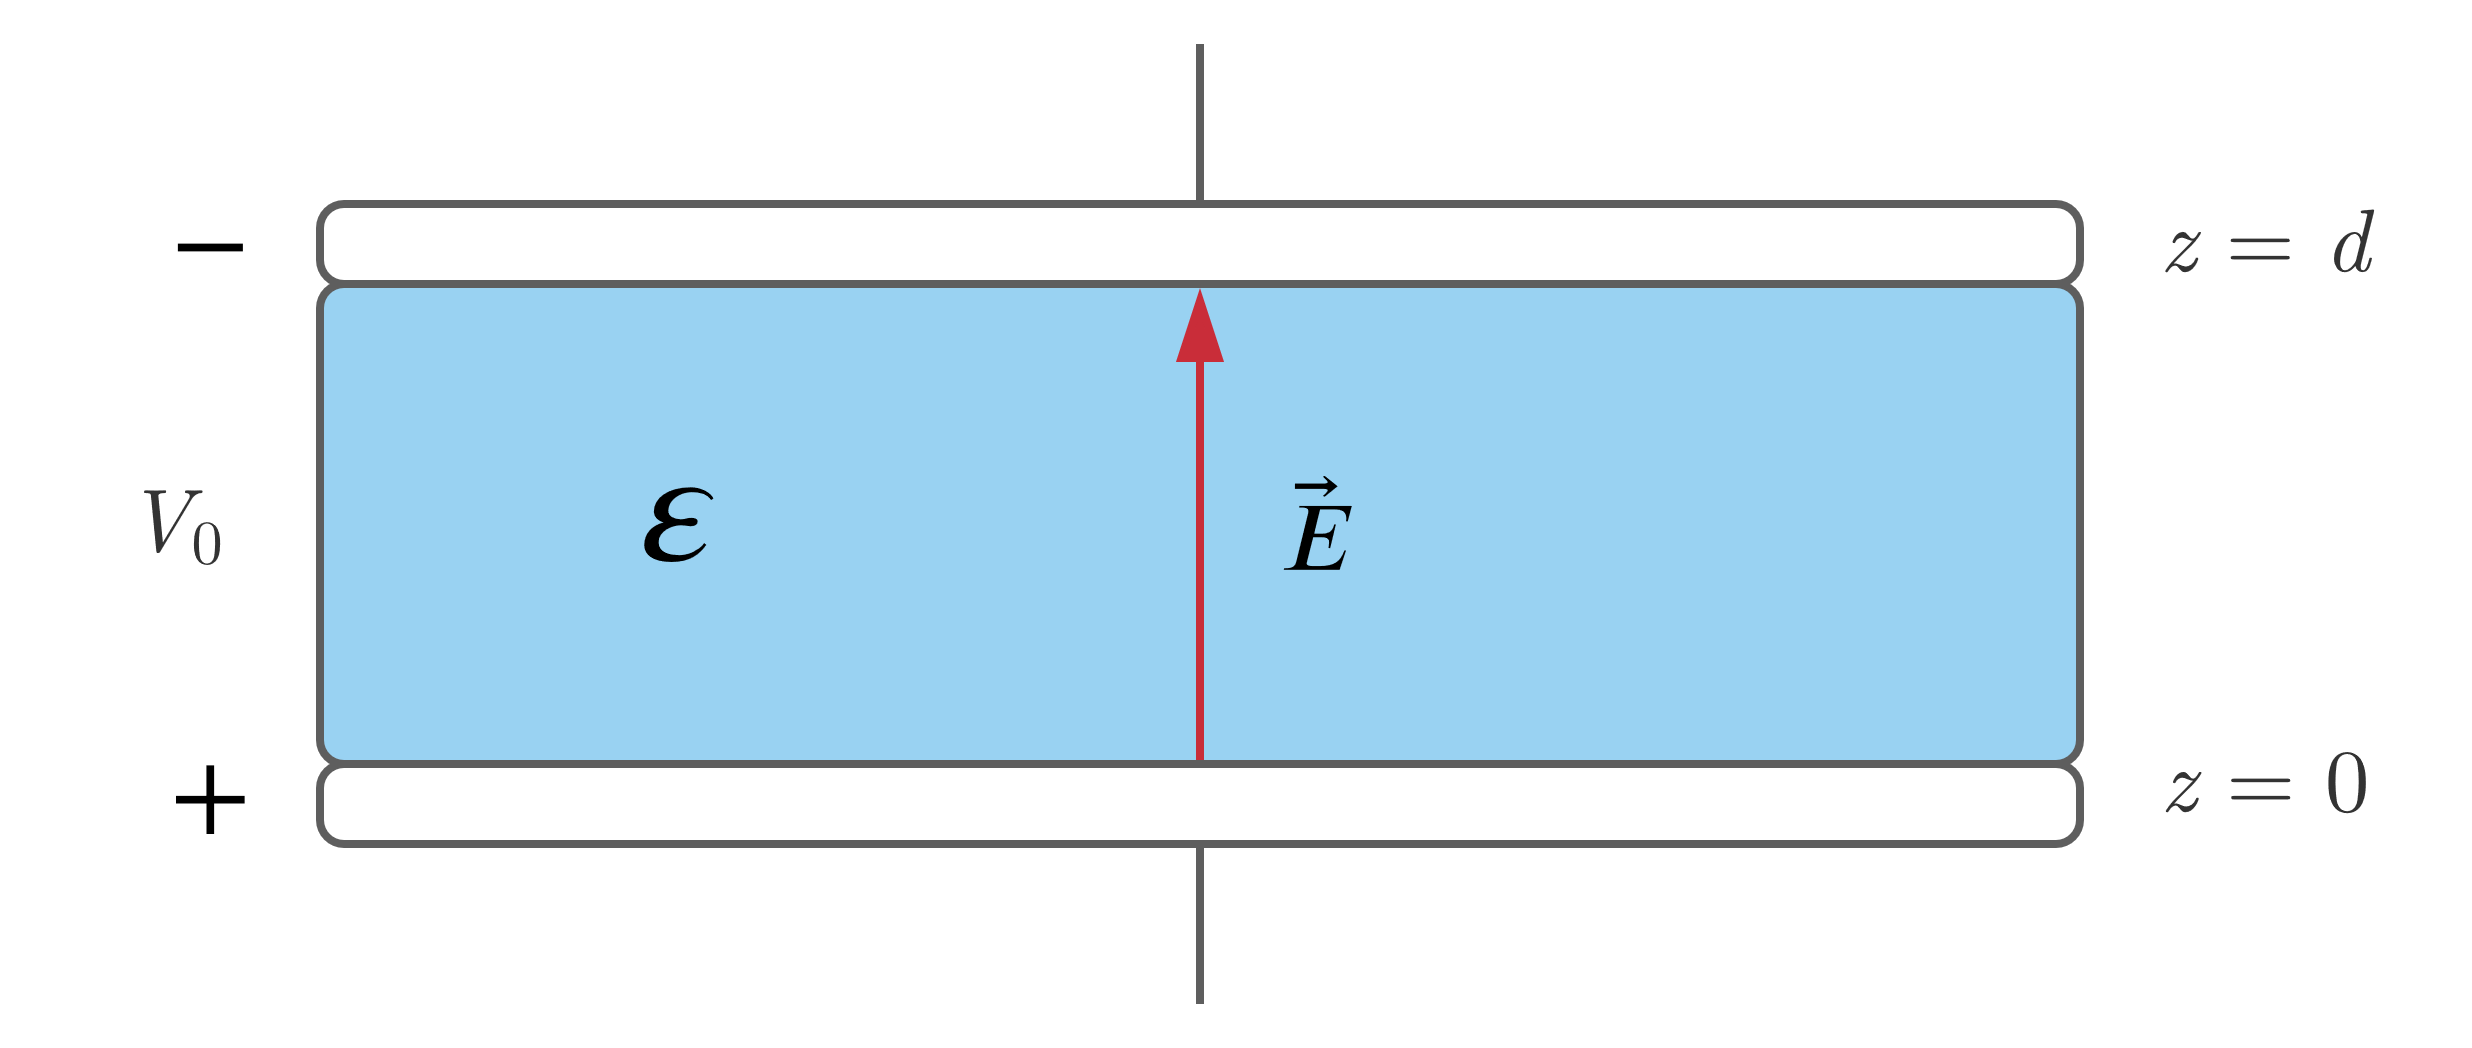 − z = d
V₀ ε E⃗
+ z = 0